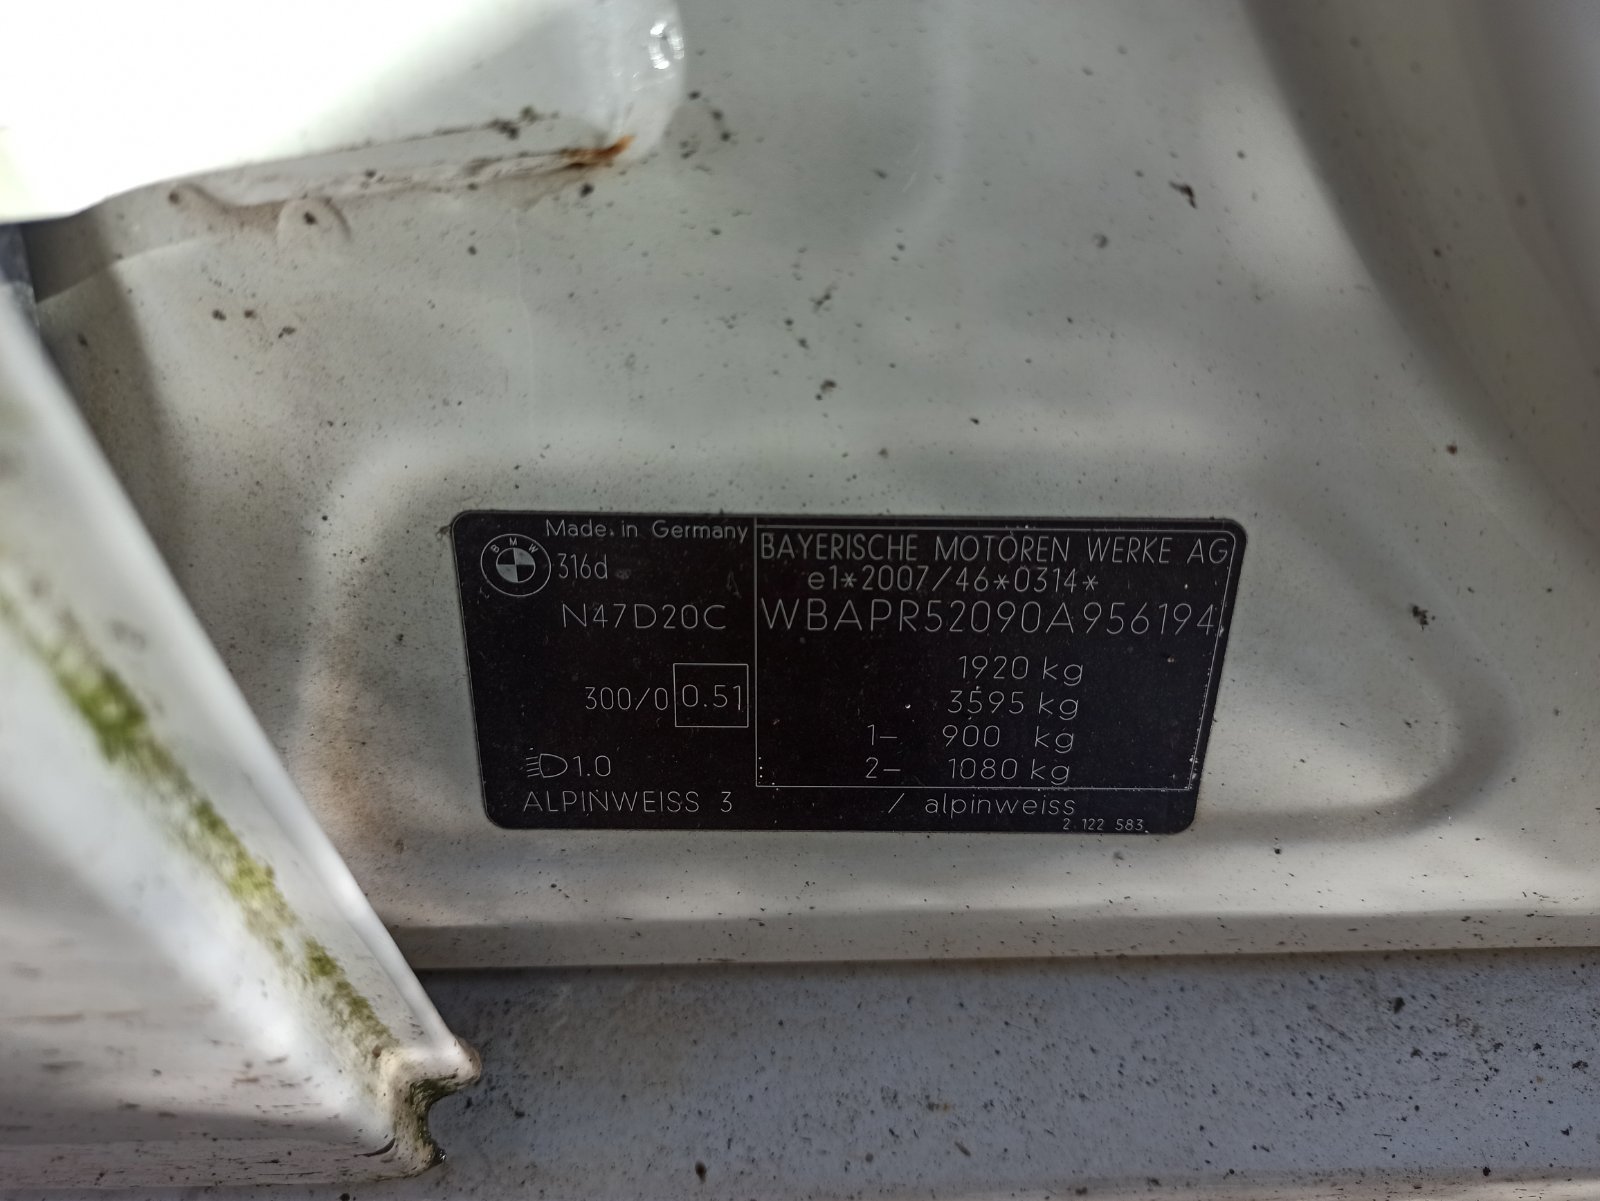 Made in Germany
BMW
316d
N47D20C
300/0 0.51
1.0
ALPINWEISS 3
BAYERISCHE MOTOREN WERKE AG
e1*2007/46*0314*
WBAPR52090A956194
1920 kg
3595 kg
1- 900 kg
2- 1080 kg
/ alpinweiss
2 122 583